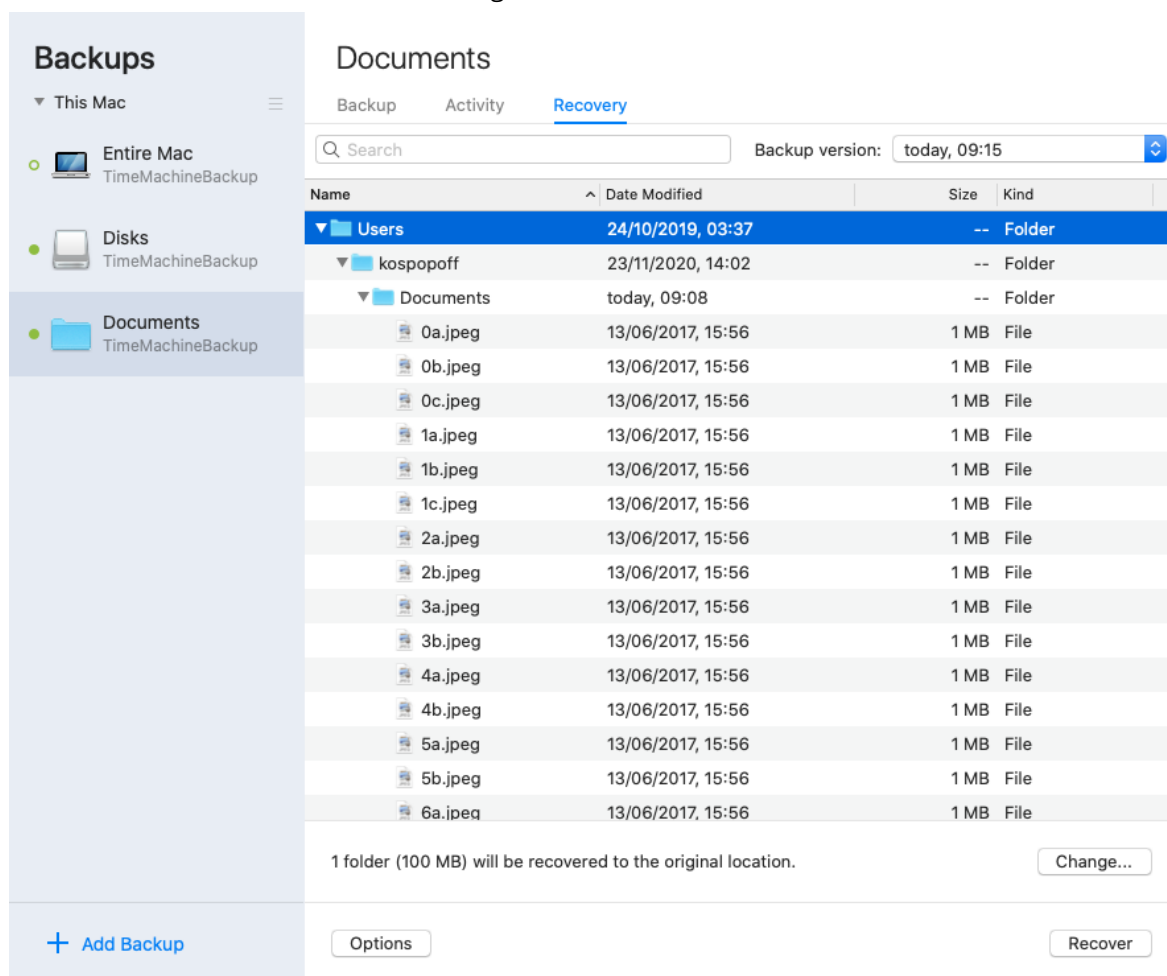 Backups
This Mac
Entire Mac
TimeMachineBackup
Disks
TimeMachineBackup
Documents
TimeMachineBackup
Add Backup
Documents
Backup Activity Recovery
Search Backup version: today, 09:15
Name Date Modified Size Kind
Users 24/10/2019, 03:37 -- Folder
kospopoff 23/11/2020, 14:02 -- Folder
Documents today, 09:08 -- Folder
0a.jpeg 13/06/2017, 15:56 1 MB File
0b.jpeg 13/06/2017, 15:56 1 MB File
0c.jpeg 13/06/2017, 15:56 1 MB File
1a.jpeg 13/06/2017, 15:56 1 MB File
1b.jpeg 13/06/2017, 15:56 1 MB File
1c.jpeg 13/06/2017, 15:56 1 MB File
2a.jpeg 13/06/2017, 15:56 1 MB File
2b.jpeg 13/06/2017, 15:56 1 MB File
3a.jpeg 13/06/2017, 15:56 1 MB File
3b.jpeg 13/06/2017, 15:56 1 MB File
4a.jpeg 13/06/2017, 15:56 1 MB File
4b.jpeg 13/06/2017, 15:56 1 MB File
5a.jpeg 13/06/2017, 15:56 1 MB File
5b.jpeg 13/06/2017, 15:56 1 MB File
6a.jpeg 13/06/2017, 15:56 1 MB File
1 folder (100 MB) will be recovered to the original location. Change...
Options Recover